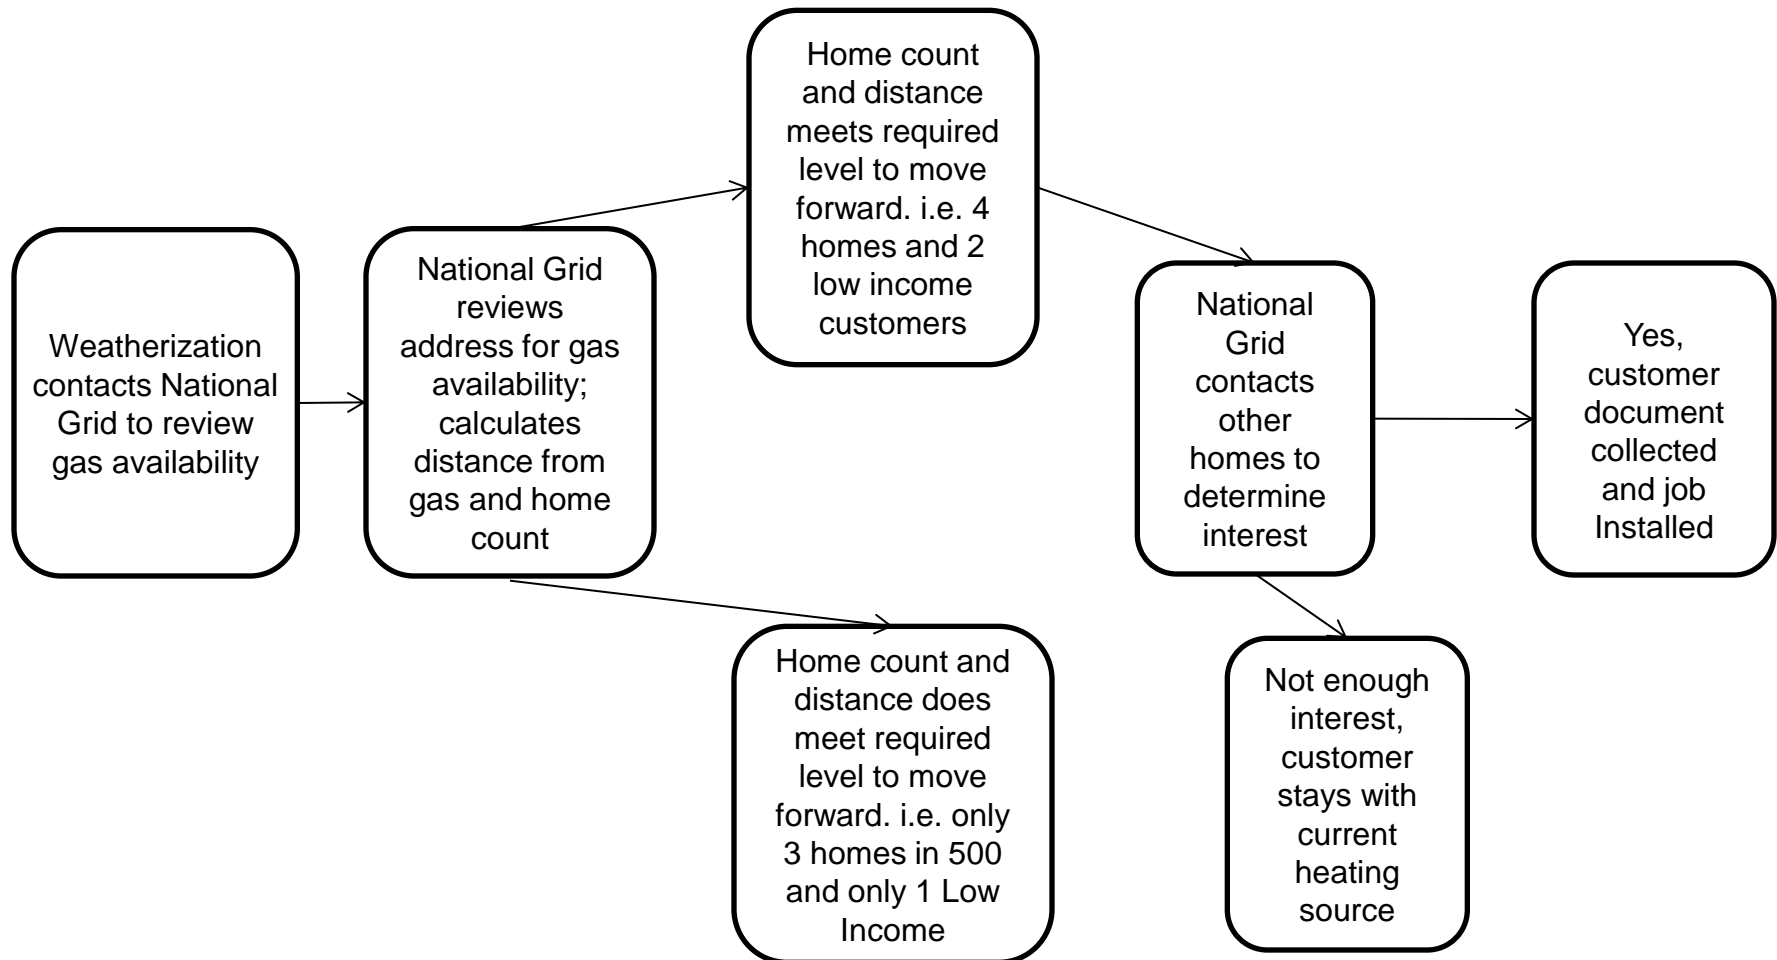 Weatherization
contacts National
Grid to review
gas availability
National Grid
reviews
address for gas
availability;
calculates
distance from
gas and home
count
Home count
and distance
meets required
level to move
forward. i.e. 4
homes and 2
low income
customers
Home count and
distance does
meet required
level to move
forward. i.e. only
3 homes in 500
and only 1 Low
Income
National
Grid
contacts
other
homes to
determine
interest
Yes,
customer
document
collected
and job
Installed
Not enough
interest,
customer
stays with
current
heating
source